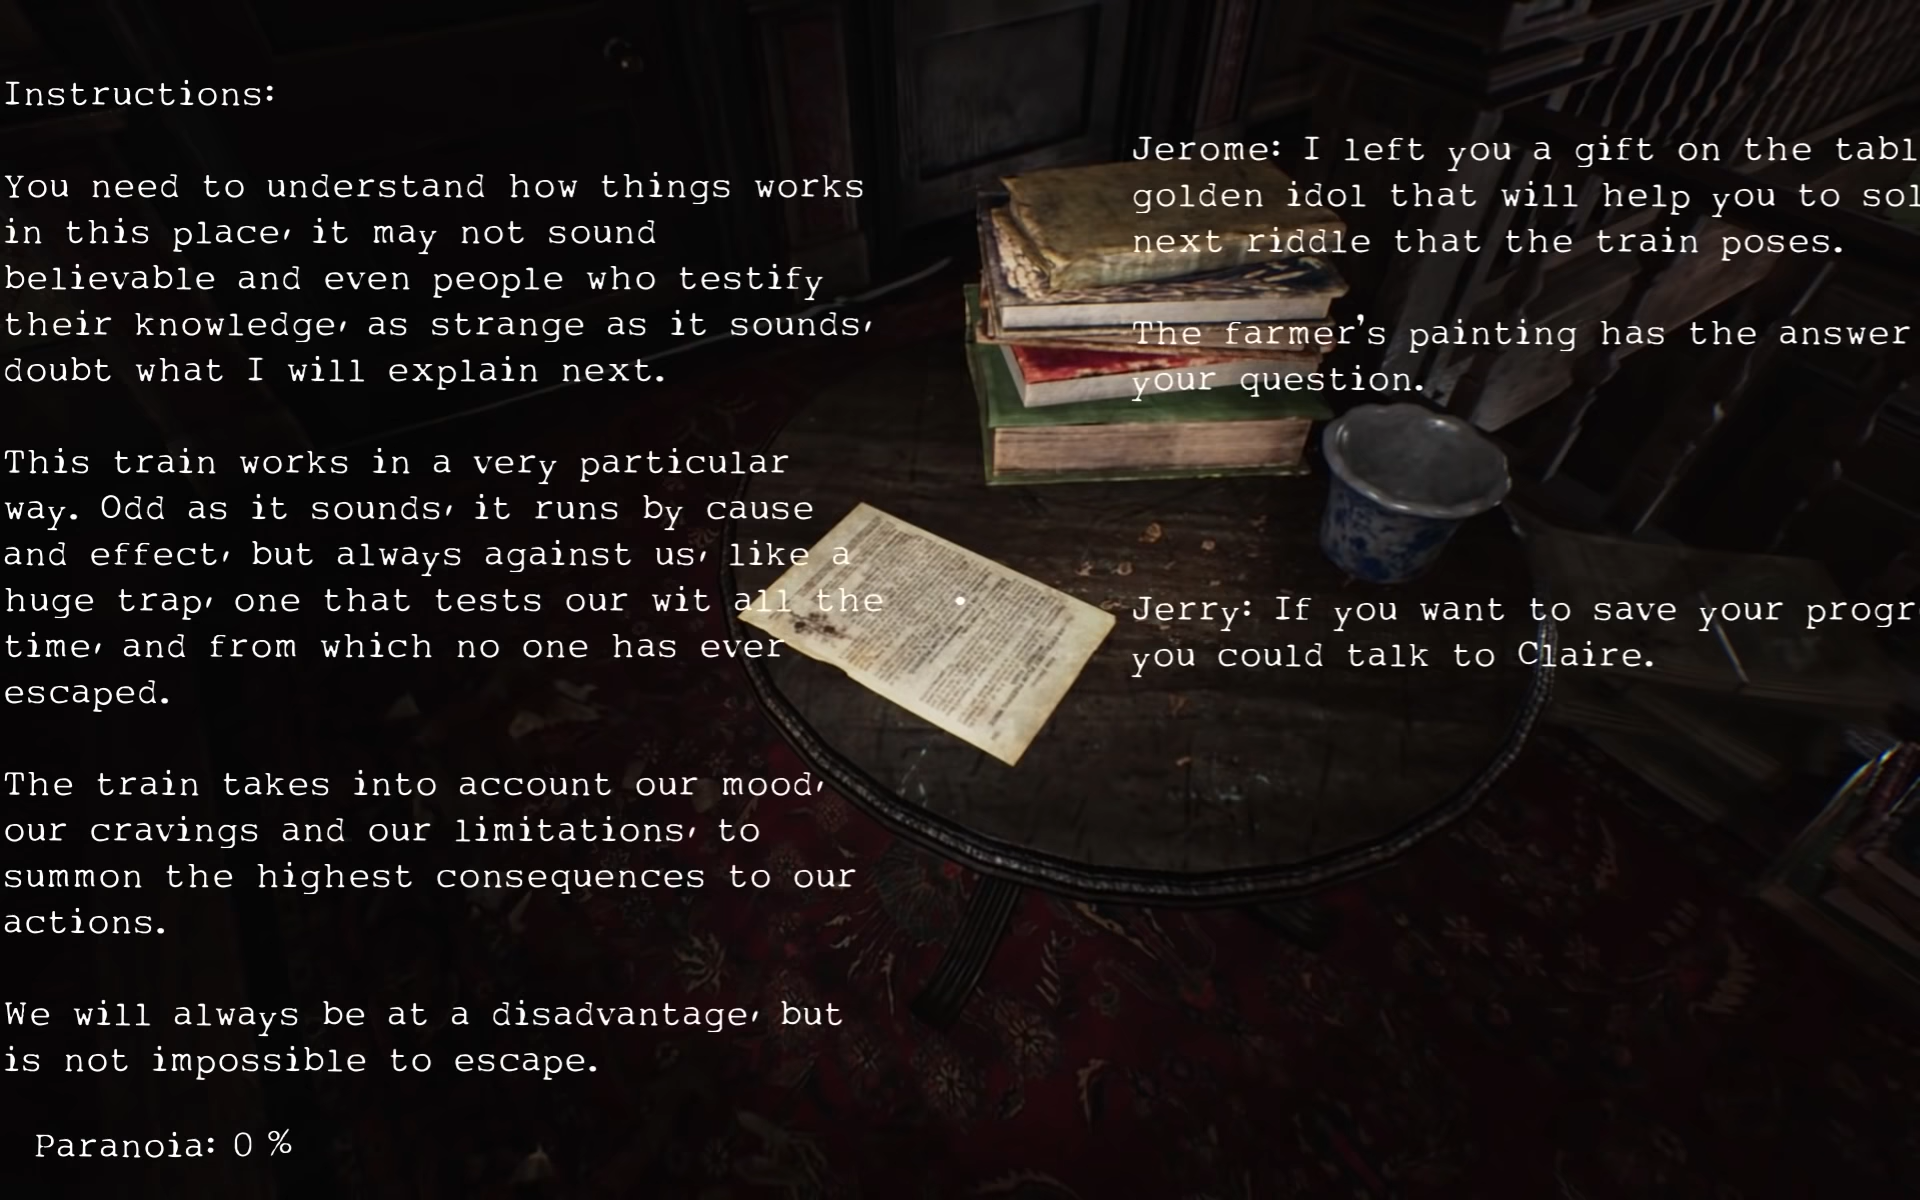 Instructions:
You need to understand how things works
in this place, it may not sound
believable and even people who testify
their knowledge, as strange as it sounds,
doubt what I will explain next.
This train works in a very particular
way. Odd as it sounds, it runs by cause
and effect, but always against us, like a
huge trap, one that tests our wit all the
time, and from which no one has ever
escaped.
The train takes into account our mood,
our cravings and our limitations, to
summon the highest consequences to our
actions.
We will always be at a disadvantage, but
is not impossible to escape.
Paranoia: 0 %
Jerome: I left you a gift on the
golden idol that will help you to
next riddle that the train poses.
The farmer's painting has the answer
your question.
Jerry: If you want to save your
you could talk to Claire.